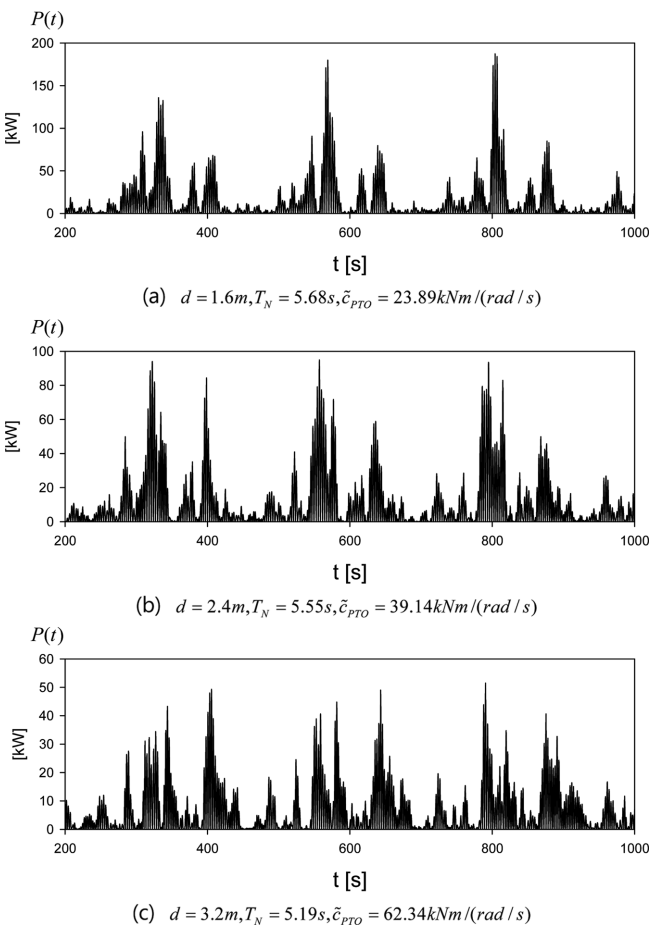 P(t)
200
150
100
50
0
[kW]
200 400 600 800 1000
t [s]
(a) d = 1.6m, T_N = 5.68s, c̃_PTO = 23.89kNm/(rad/s)
P(t)
100
80
60
40
20
0
[kW]
200 400 600 800 1000
t [s]
(b) d = 2.4m, T_N = 5.55s, c̃_PTO = 39.14kNm/(rad/s)
P(t)
60
50
40
30
20
10
0
[kW]
200 400 600 800 1000
t [s]
(c) d = 3.2m, T_N = 5.19s, c̃_PTO = 62.34kNm/(rad/s)